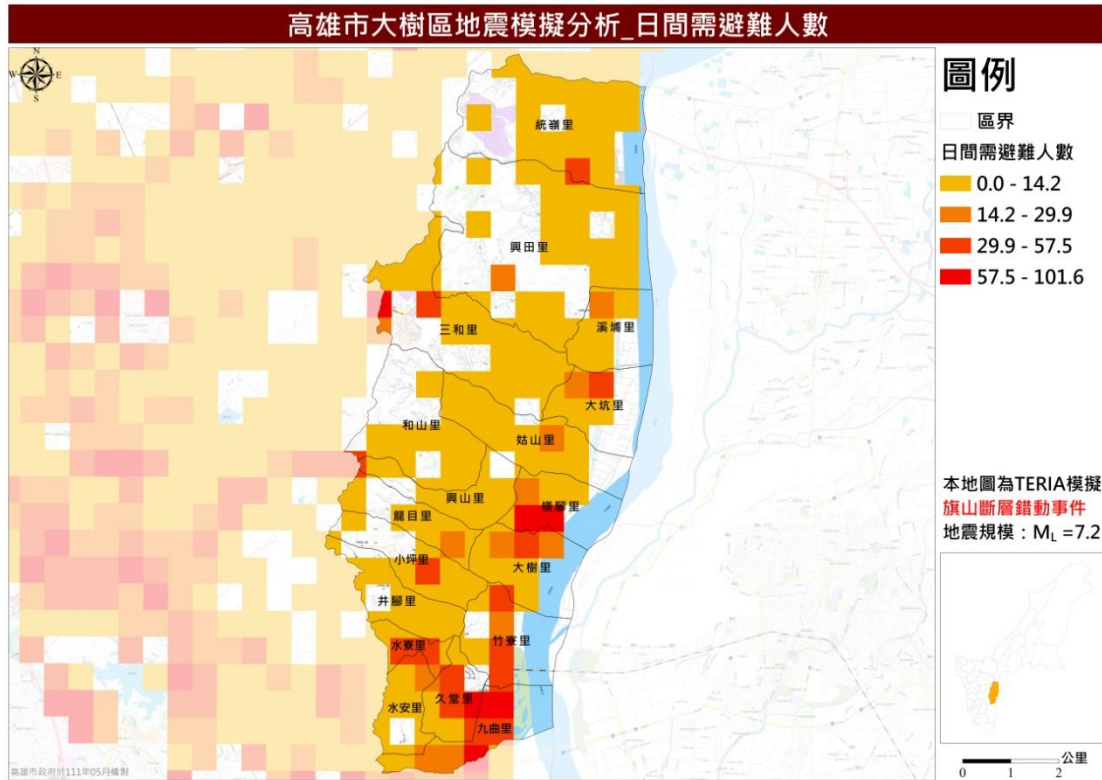 高雄市大樹區地震模擬分析_日間需避難人數
N
W
E
S
圖例
區界
日間需避難人數
0.0 - 14.2
14.2 - 29.9
29.9 - 57.5
57.5 - 101.6
統嶺里
興田里
溪埔里
三和里
大坑里
和山里
姑山里
興山里
檨腳里
龍目里
小坪里
大樹里
井腳里
水寮里
竹寮里
水安里
久堂里
九曲里
本地圖為TERIA模擬
旗山斷層錯動事件
地震規模：ML =7.2
公里
0 1 2
高雄市政府於111年05月繪製